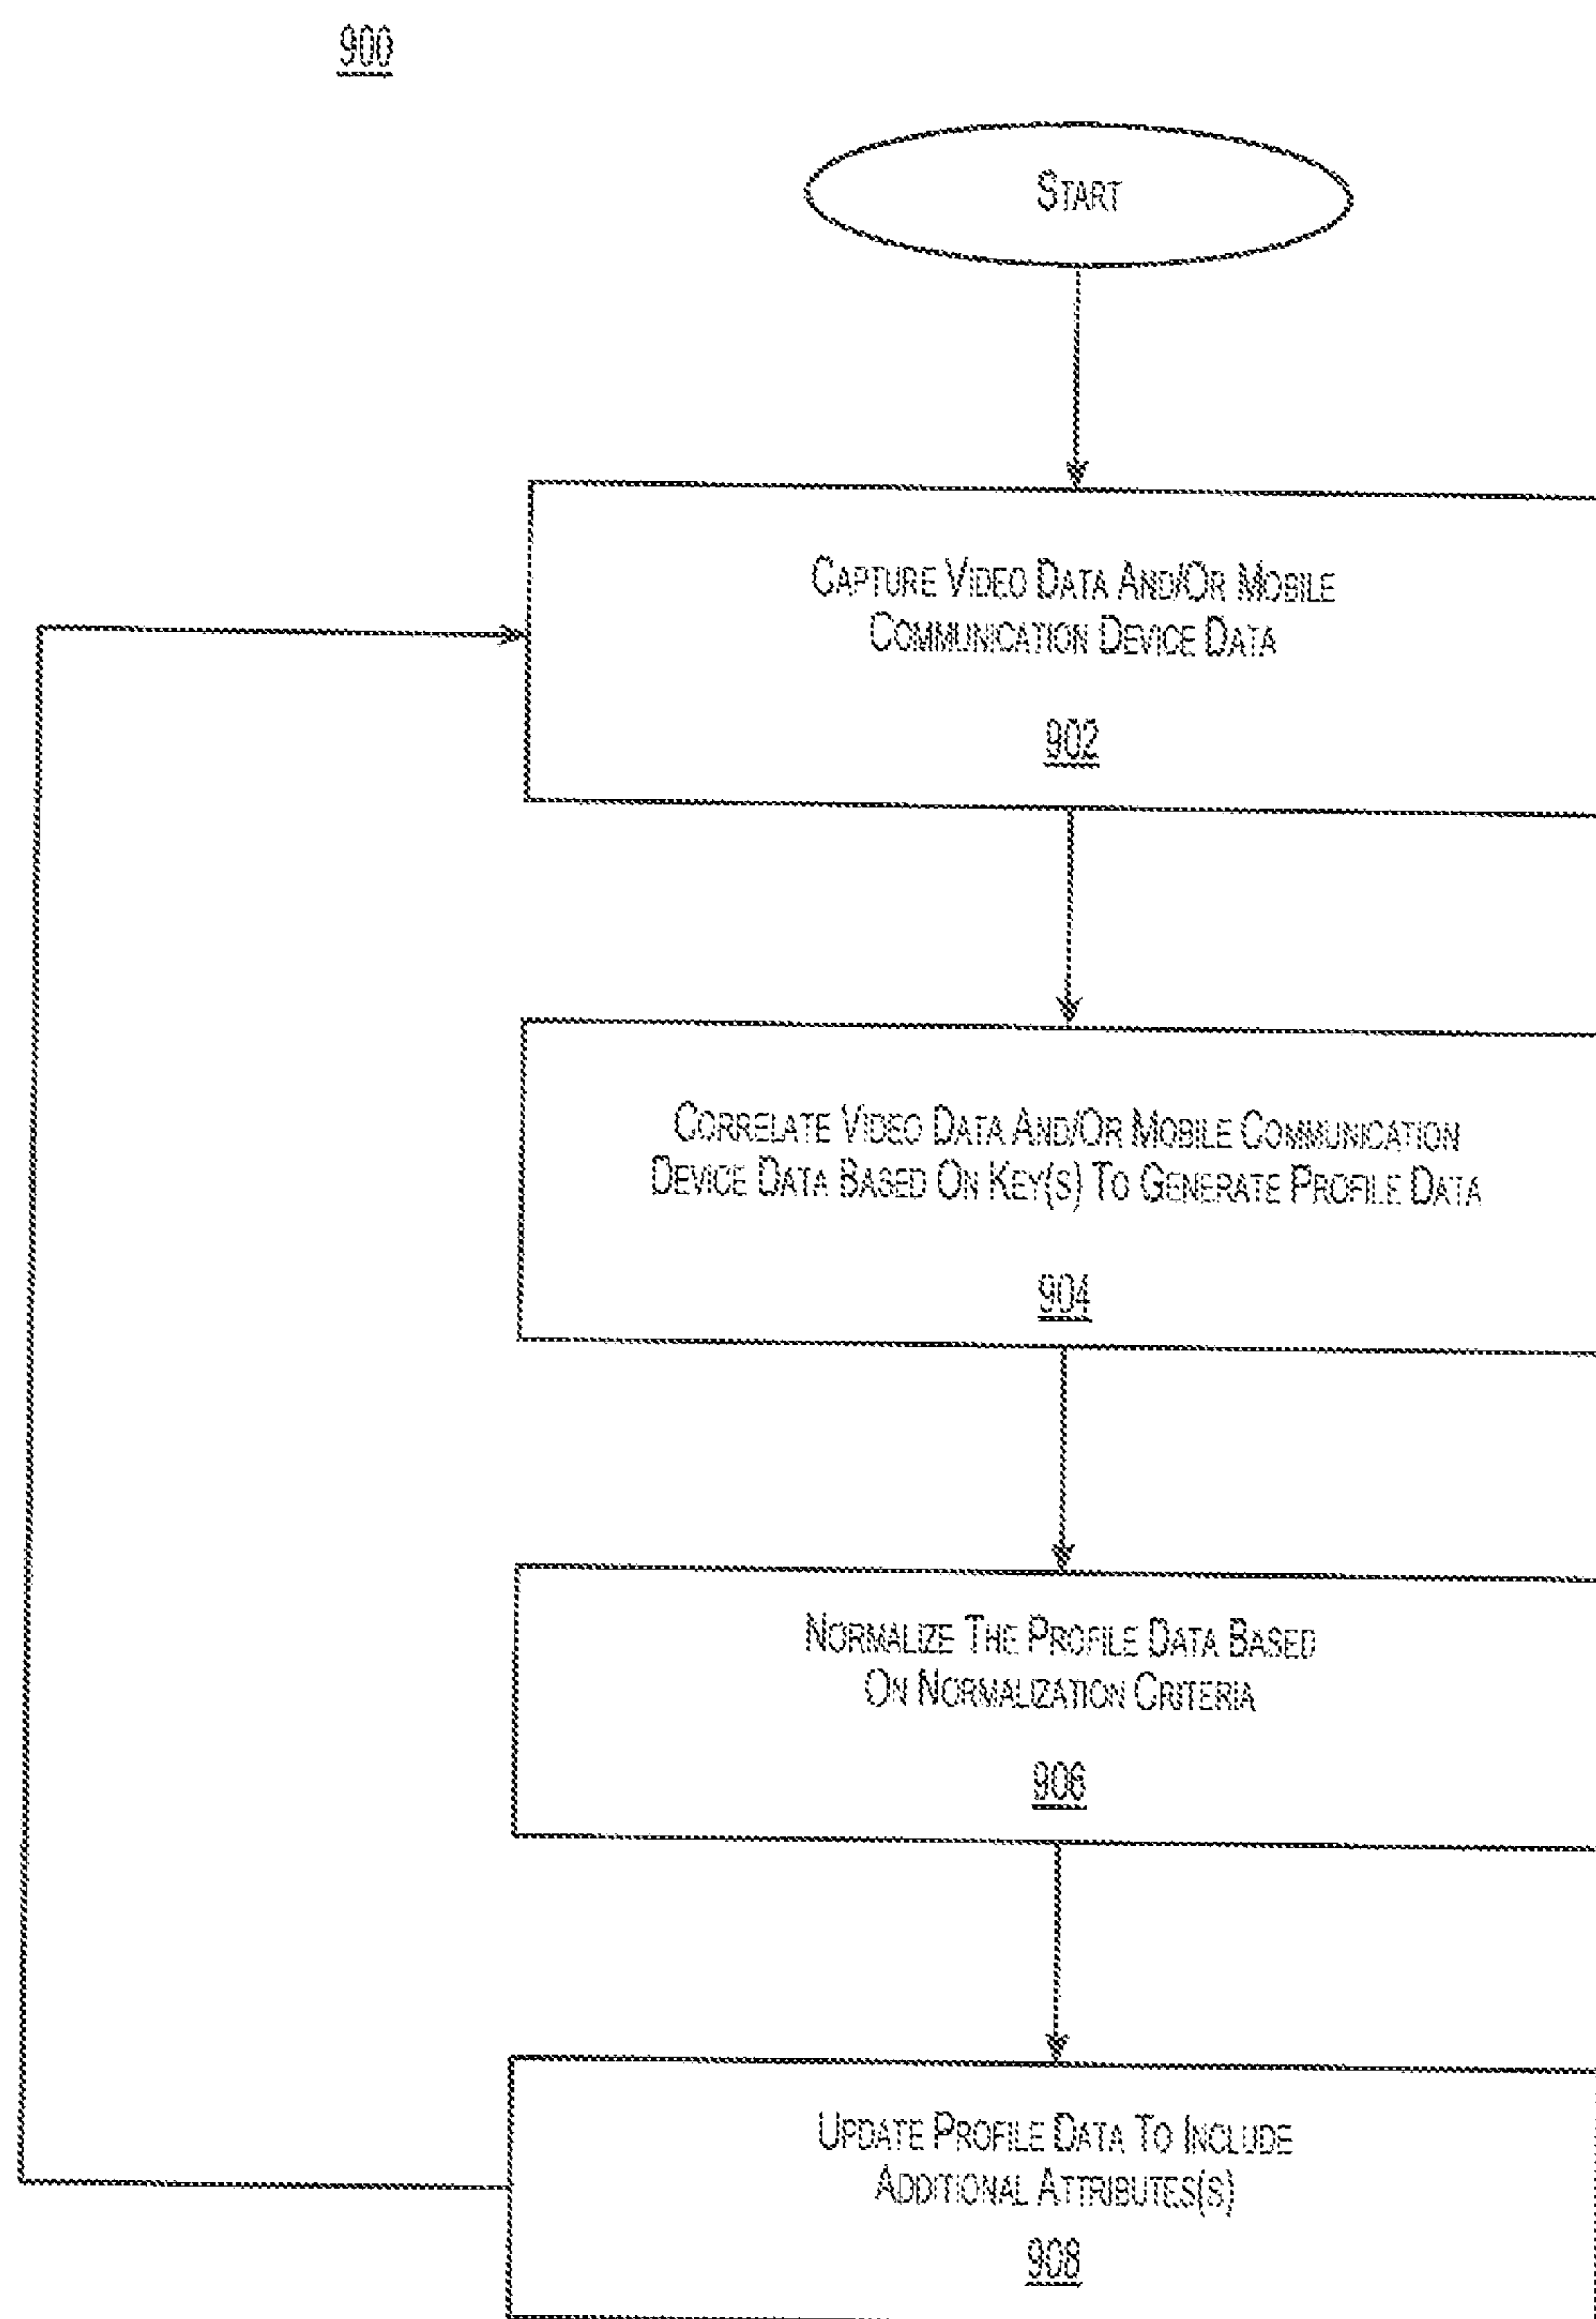 900
START
CAPTURE VIDEO DATA AND/OR MOBILE
COMMUNICATION DEVICE DATA
902
CORRELATE VIDEO DATA AND/OR MOBILE COMMUNICATION
DEVICE DATA BASED ON KEY(S) TO GENERATE PROFILE DATA
904
NORMALIZE THE PROFILE DATA BASED
ON NORMALIZATION CRITERIA
906
UPDATE PROFILE DATA TO INCLUDE
ADDITIONAL ATTRIBUTES(S)
908